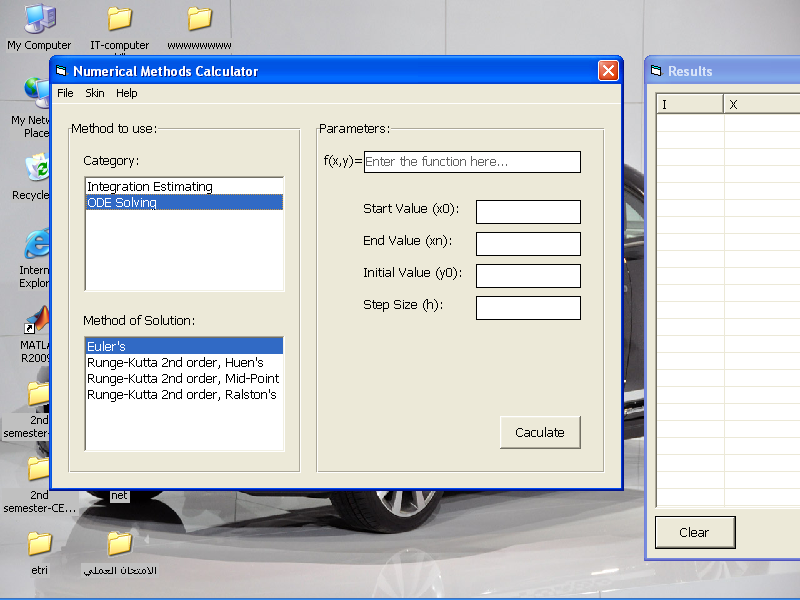 My Computer
IT-computer
wwwwwwwww
My Netw
Place
Recycle
Intern
Explor
MATLA
R2009
2nd
semester-
2nd
semester-CE...
net
etri
الامتحان العملي
Numerical Methods Calculator
File Skin Help
Method to use:
Category:
Integration Estimating
ODE Solving
Method of Solution:
Euler's
Runge-Kutta 2nd order, Huen's
Runge-Kutta 2nd order, Mid-Point
Runge-Kutta 2nd order, Ralston's
Parameters:
f(x,y)= Enter the function here...
Start Value (x0):
End Value (xn):
Initial Value (y0):
Step Size (h):
Caculate
Results
I X
Clear